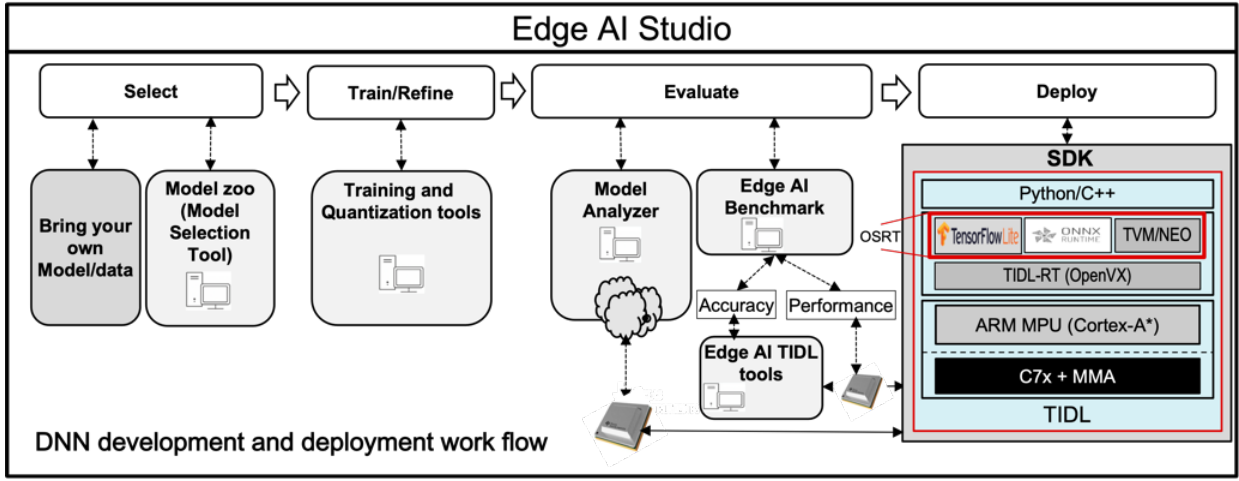 Edge AI Studio
Select
Train/Refine
Evaluate
Deploy
Bring your
own
Model/data
Model zoo
(Model
Selection
Tool)
Training and
Quantization tools
Model
Analyzer
Edge AI
Benchmark
Accuracy
Performance
Edge AI TIDL
tools
OSRT
SDK
Python/C++
TensorFlow Lite
ONNX
RUNTIME
TVM/NEO
TIDL-RT (OpenVX)
ARM MPU (Cortex-A*)
C7x + MMA
TIDL
DNN development and deployment work flow